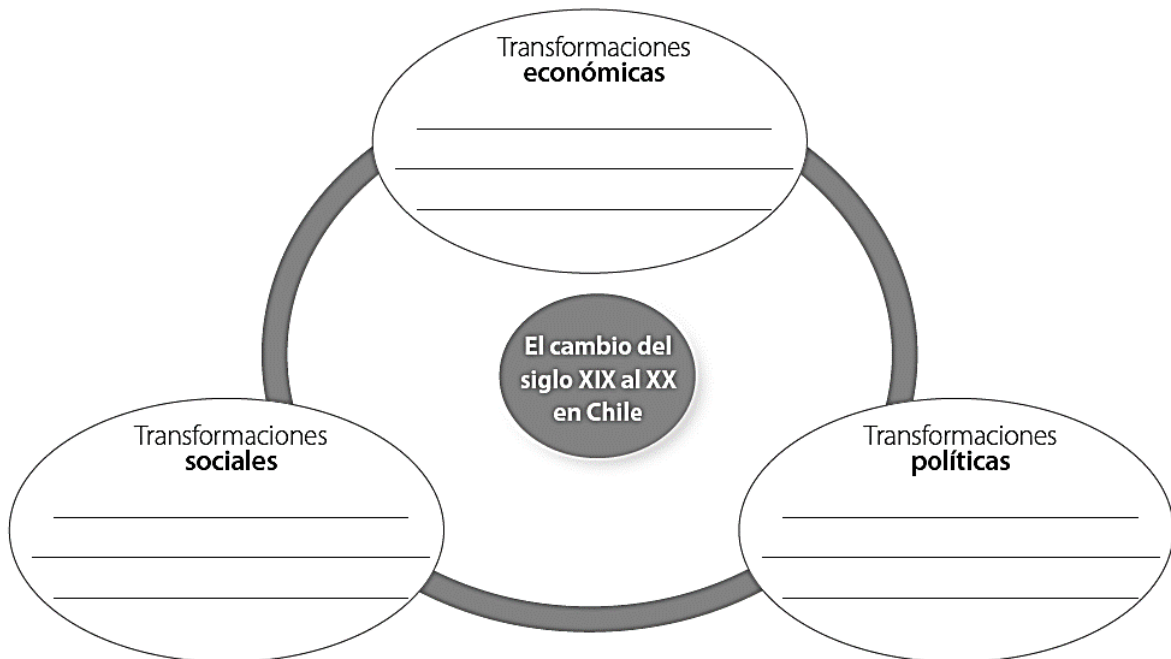 Transformaciones
económicas
El cambio del
siglo XIX al XX
en Chile
Transformaciones
sociales
Transformaciones
políticas